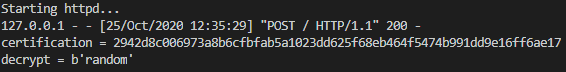 Starting httpd...
127.0.0.1 - - [25/Oct/2020 12:35:29] "POST / HTTP/1.1" 200 -
certification = 2942d8c006973a8b6cfbfab5a1023dd625f68eb464f5474b991dd9e16ff6ae17
decrypt = b'random'